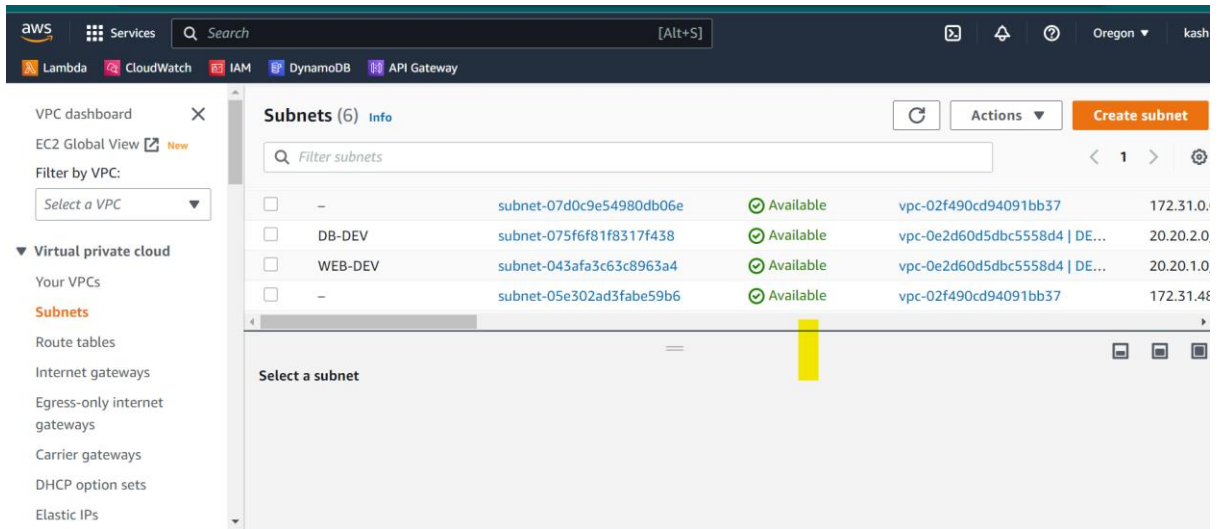 aws Services Search [Alt+S] Oregon kash
Lambda CloudWatch IAM DynamoDB API Gateway
VPC dashboard
EC2 Global View New
Filter by VPC:
Select a VPC
Virtual private cloud
Your VPCs
Subnets
Route tables
Internet gateways
Egress-only internet
gateways
Carrier gateways
DHCP option sets
Elastic IPs
Subnets (6) Info Actions Create subnet
Filter subnets 1
– subnet-07d0c9e54980db06e Available vpc-02f490cd94091bb37 172.31.0.
DB-DEV subnet-075f6f81f8317f438 Available vpc-0e2d60d5dbc5558d4 | DE... 20.20.2.0
WEB-DEV subnet-043afa3c63c8963a4 Available vpc-0e2d60d5dbc5558d4 | DE... 20.20.1.0
– subnet-05e302ad3fabe59b6 Available vpc-02f490cd94091bb37 172.31.48
Select a subnet